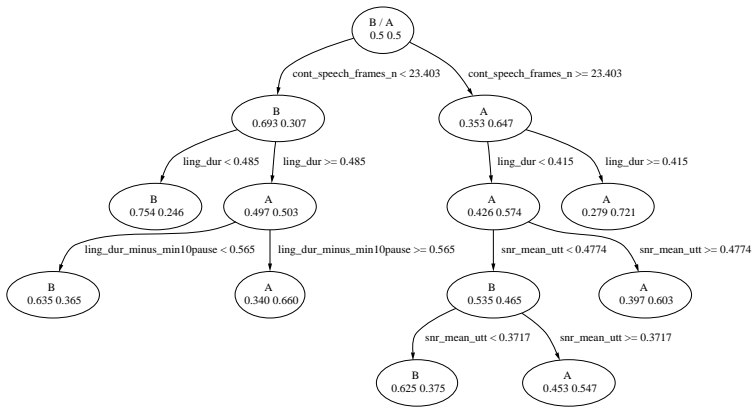 B / A
0.5 0.5
cont_speech_frames_n < 23.403
cont_speech_frames_n >= 23.403
B
0.693 0.307
A
0.353 0.647
ling_dur < 0.485
ling_dur >= 0.485
ling_dur < 0.415
ling_dur >= 0.415
B
0.754 0.246
A
0.497 0.503
A
0.426 0.574
A
0.279 0.721
ling_dur_minus_min10pause < 0.565
ling_dur_minus_min10pause >= 0.565
snr_mean_utt < 0.4774
snr_mean_utt >= 0.4774
B
0.635 0.365
A
0.340 0.660
B
0.535 0.465
A
0.397 0.603
snr_mean_utt < 0.3717
snr_mean_utt >= 0.3717
B
0.625 0.375
A
0.453 0.547